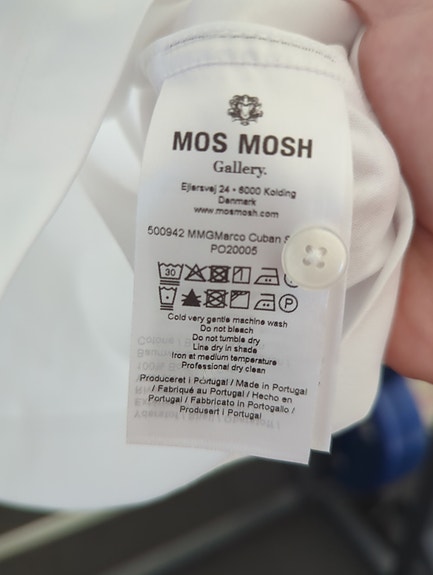 MOS MOSH
Gallery.
Ejlersvej 24 • 6000 Kolding
Denmark
www.mosmosh.com
500942 MMGMarco Cuban
PO20005
30
P
Cold very gentle machine wash
Do not bleach
Do not tumble dry
Line dry in shade
Iron at medium temperature
Professional dry clean
Produceret i Portugal / Made in Portugal
/ Fabriqué au Portugal / Hecho en
Portugal / Fabbricato in Portogallo /
Produsert i Portugal